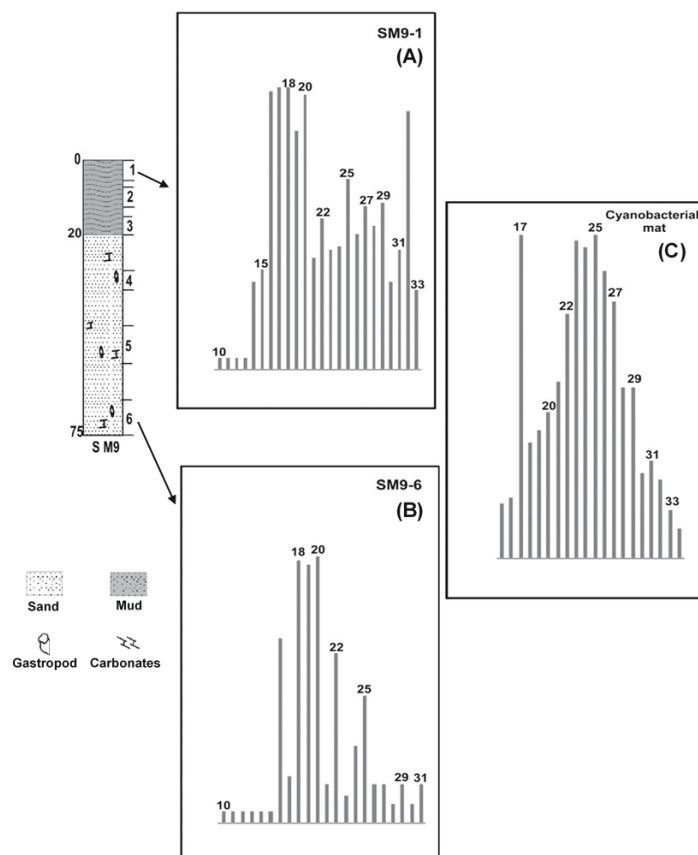 SM9-1
(A)
18 20
25
27 29
22
31
15
33
10
0
1
2
3
20
4
5
6
75
S M9
Cyanobacterial
mat
(C)
17
25
27
22
29
20
31
33
SM9-6
(B)
18 20
22
25
29 31
10
Sand
Mud
Gastropod
Carbonates